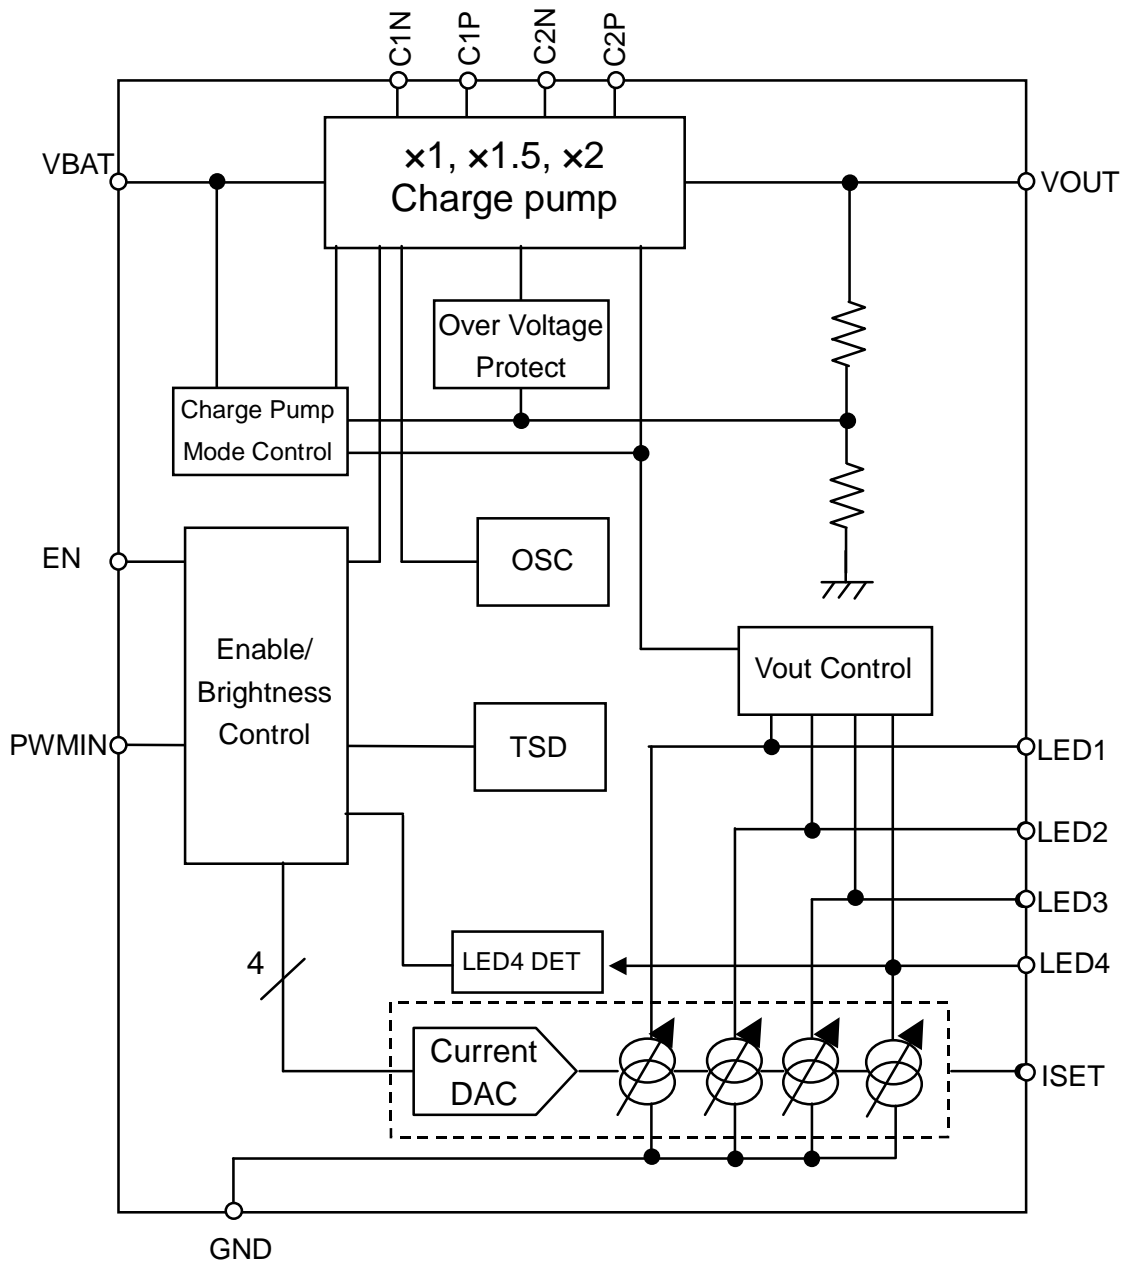 C1N
C1P
C2N
C2P
×1, ×1.5, ×2
Charge pump
VBAT
VOUT
Over Voltage
Protect
Charge Pump
Mode Control
EN
OSC
Enable/
Brightness
Control
Vout Control
PWMIN
TSD
LED1
LED2
LED3
4
LED4 DET
LED4
Current
DAC
ISET
GND